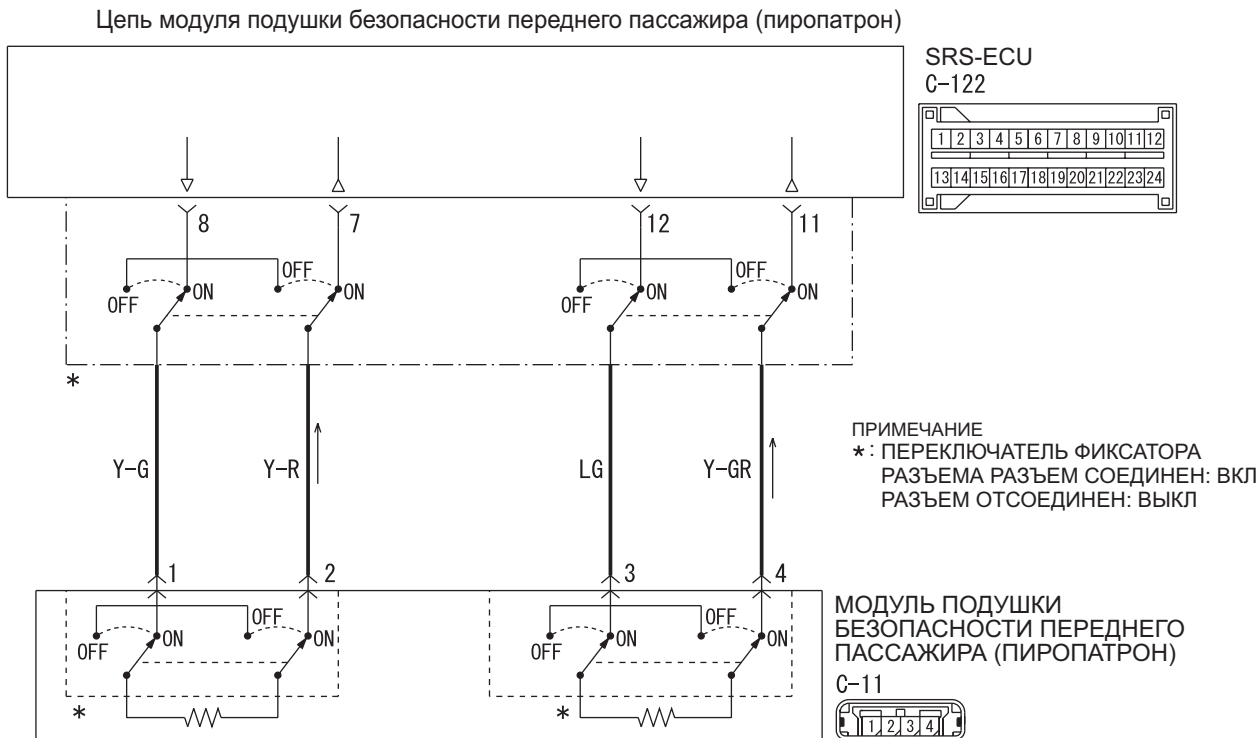 Цепь модуля подушки безопасности переднего пассажира (пиропатрон)
SRS-ECU
C-122
1 2 3 4 5 6 7 8 9 10 11 12
13 14 15 16 17 18 19 20 21 22 23 24
8 7 12 11
OFF ON OFF ON OFF ON OFF ON
*
Y-G Y-R LG Y-GR
ПРИМЕЧАНИЕ
*: ПЕРЕКЛЮЧАТЕЛЬ ФИКСАТОРА
РАЗЪЕМА РАЗЪЕМ СОЕДИНЕН: ВКЛ
РАЗЪЕМ ОТСОЕДИНЕН: ВЫКЛ
1 2 3 4
OFF ON OFF ON OFF ON OFF ON
* *
МОДУЛЬ ПОДУШКИ
БЕЗОПАСНОСТИ ПЕРЕДНЕГО
ПАССАЖИРА (ПИРОПАТРОН)
C-11
1 2 3 4